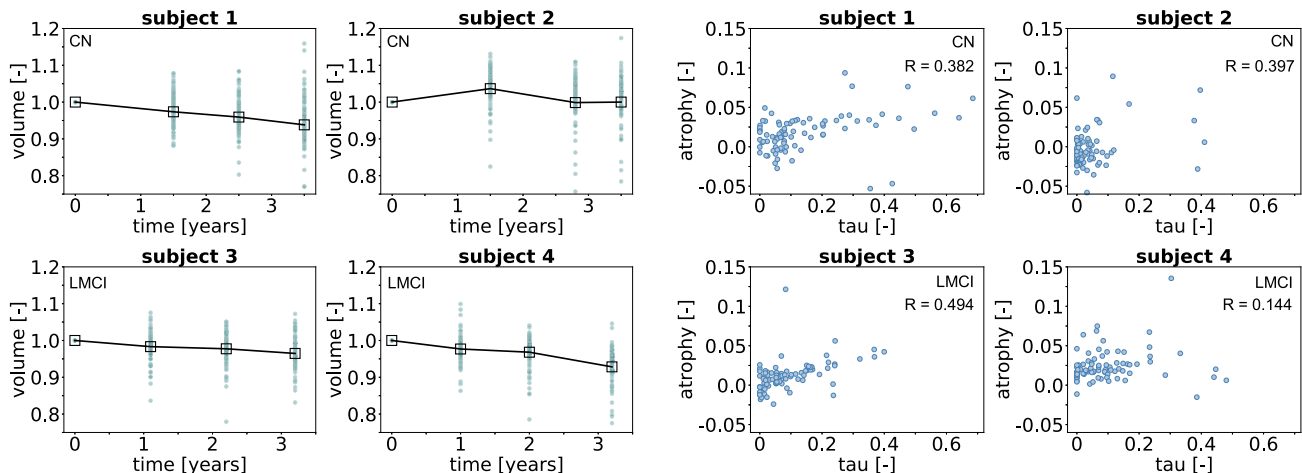 subject 1
CN
volume [-]
1.2
1.1
1.0
0.9
0.8
0 1 2 3
time [years]
subject 2
CN
volume [-]
1.2
1.1
1.0
0.9
0.8
0 1 2 3
time [years]
subject 1
CN
R = 0.382
atrophy [-]
0.15
0.1
0.05
0.0
-0.05
0 0.2 0.4 0.6
tau [-]
subject 2
CN
R = 0.397
atrophy [-]
0.15
0.1
0.05
0.0
-0.05
0 0.2 0.4 0.6
tau [-]
subject 3
LMCI
volume [-]
1.2
1.1
1.0
0.9
0.8
0 1 2 3
time [years]
subject 4
LMCI
volume [-]
1.2
1.1
1.0
0.9
0.8
0 1 2 3
time [years]
subject 3
LMCI
R = 0.494
atrophy [-]
0.15
0.1
0.05
0.0
-0.05
0 0.2 0.4 0.6
tau [-]
subject 4
LMCI
R = 0.144
atrophy [-]
0.15
0.1
0.05
0.0
-0.05
0 0.2 0.4 0.6
tau [-]